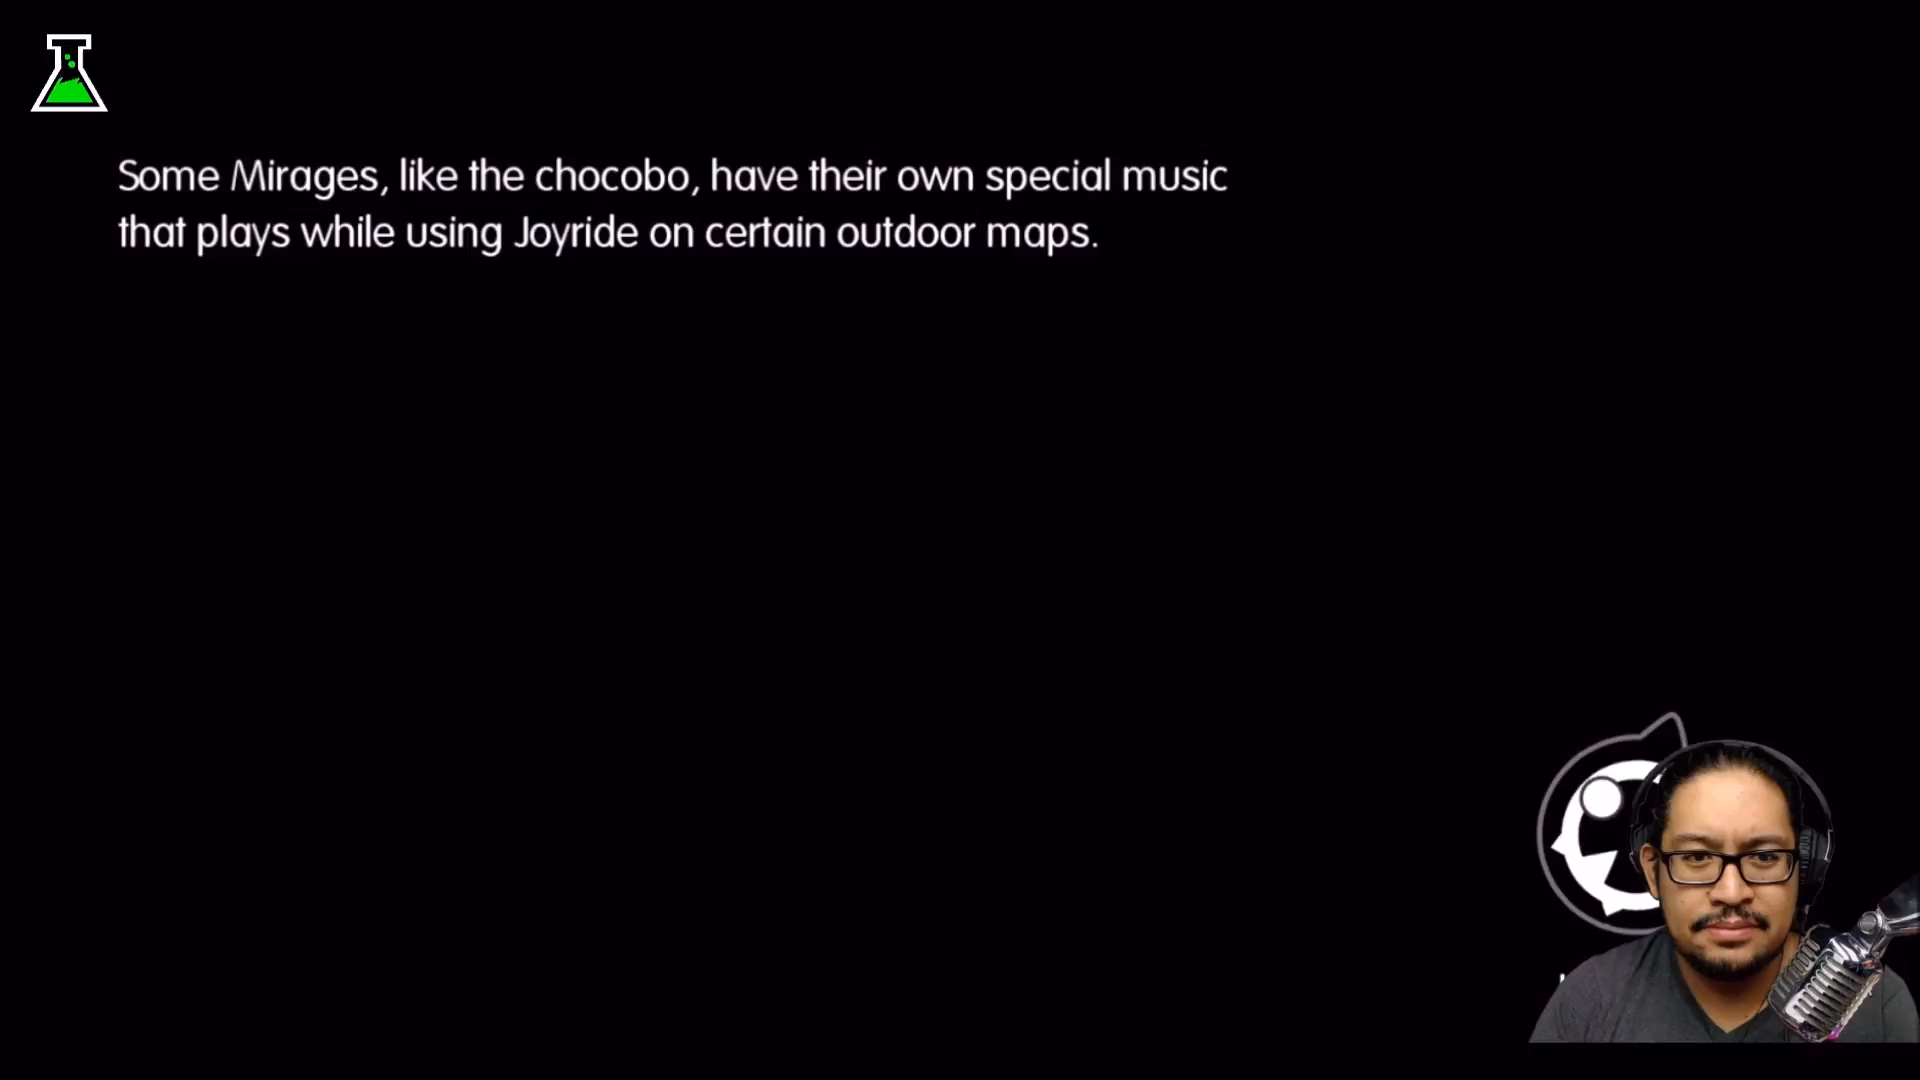 Some Mirages, like the chocobo, have their own special music
that plays while using Joyride on certain outdoor maps.